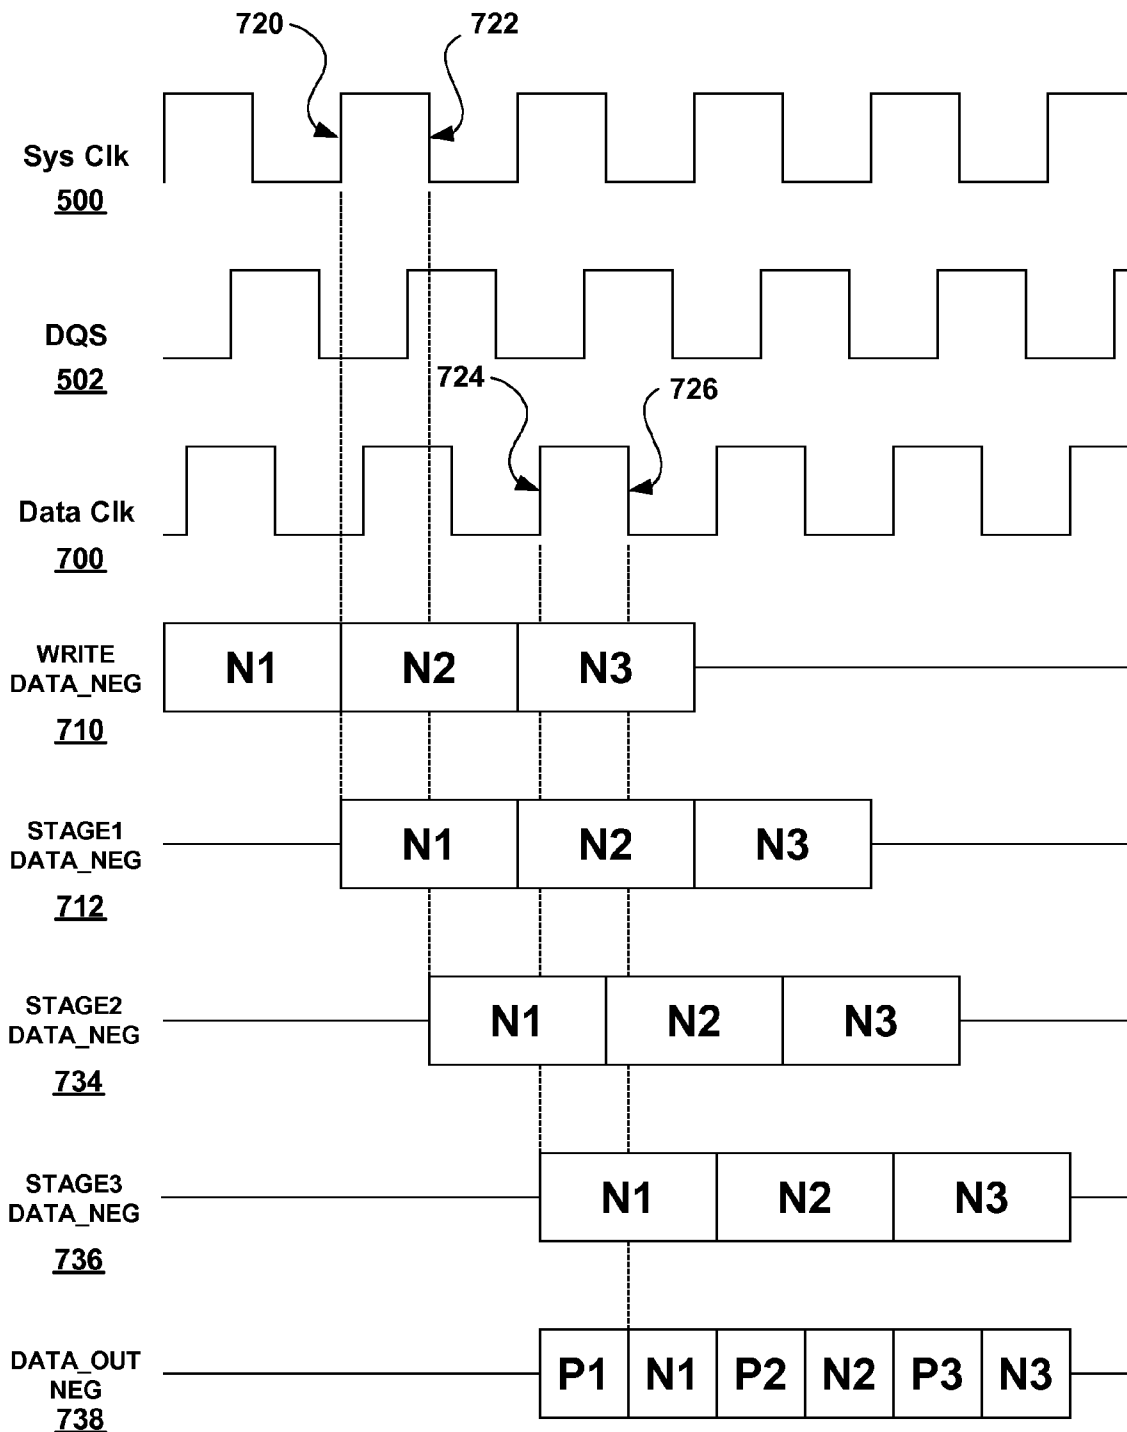 720
722
Sys Clk
500
DQS
502
724
726
Data Clk
700
WRITE
DATA_NEG
N1 N2 N3
710
STAGE1
DATA_NEG
N1 N2 N3
712
STAGE2
DATA_NEG
N1 N2 N3
734
STAGE3
DATA_NEG
N1 N2 N3
736
DATA_OUT
NEG
P1 N1 P2 N2 P3 N3
738